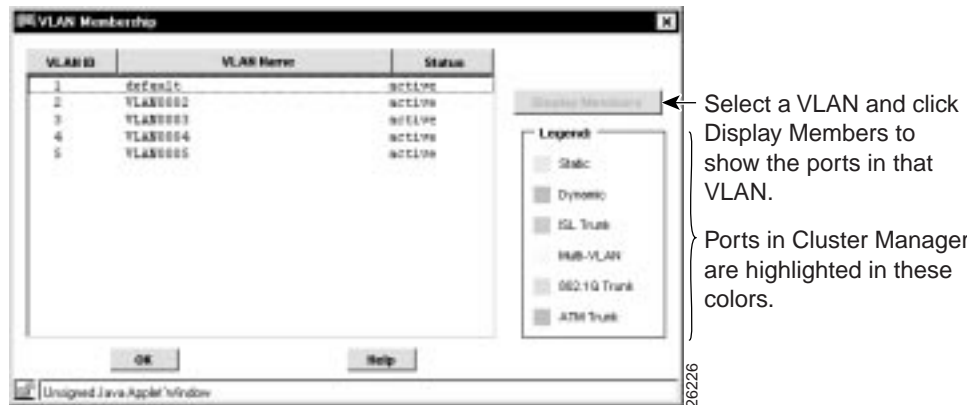 VLAN Membership
VLAN ID VLAN Name Status
1 default active
2 VLAN0002 active
3 VLAN0003 active
4 VLAN0004 active
5 VLAN0005 active
Display Members
Legend:
Static
Dynamic
ISL Trunk
Multi-VLAN
802.1Q Trunk
ATM Trunk
OK Help
Unsigned Java Applet Window
Select a VLAN and click
Display Members to
show the ports in that
VLAN.
Ports in Cluster Manager
are highlighted in these
colors.
26226